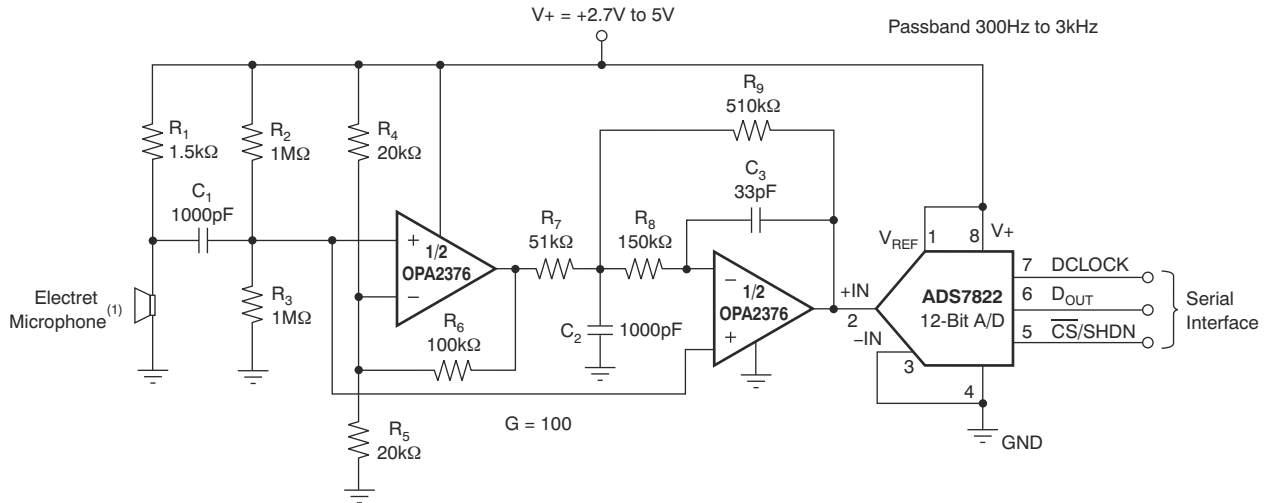 V+ = +2.7V to 5V
Passband 300Hz to 3kHz
R1
1.5kΩ
R2
1MΩ
R4
20kΩ
R9
510kΩ
C1
1000pF
C3
33pF
R7
51kΩ
R8
150kΩ
+
1/2
OPA2376
−
−
1/2
OPA2376
+
VREF
1
8
V+
7
DCLOCK
6
DOUT
5
CS/SHDN
Serial
Interface
+IN
2
−IN
3
ADS7822
12-Bit A/D
4
GND
Electret
Microphone(1)
R3
1MΩ
R6
100kΩ
C2
1000pF
G = 100
R5
20kΩ